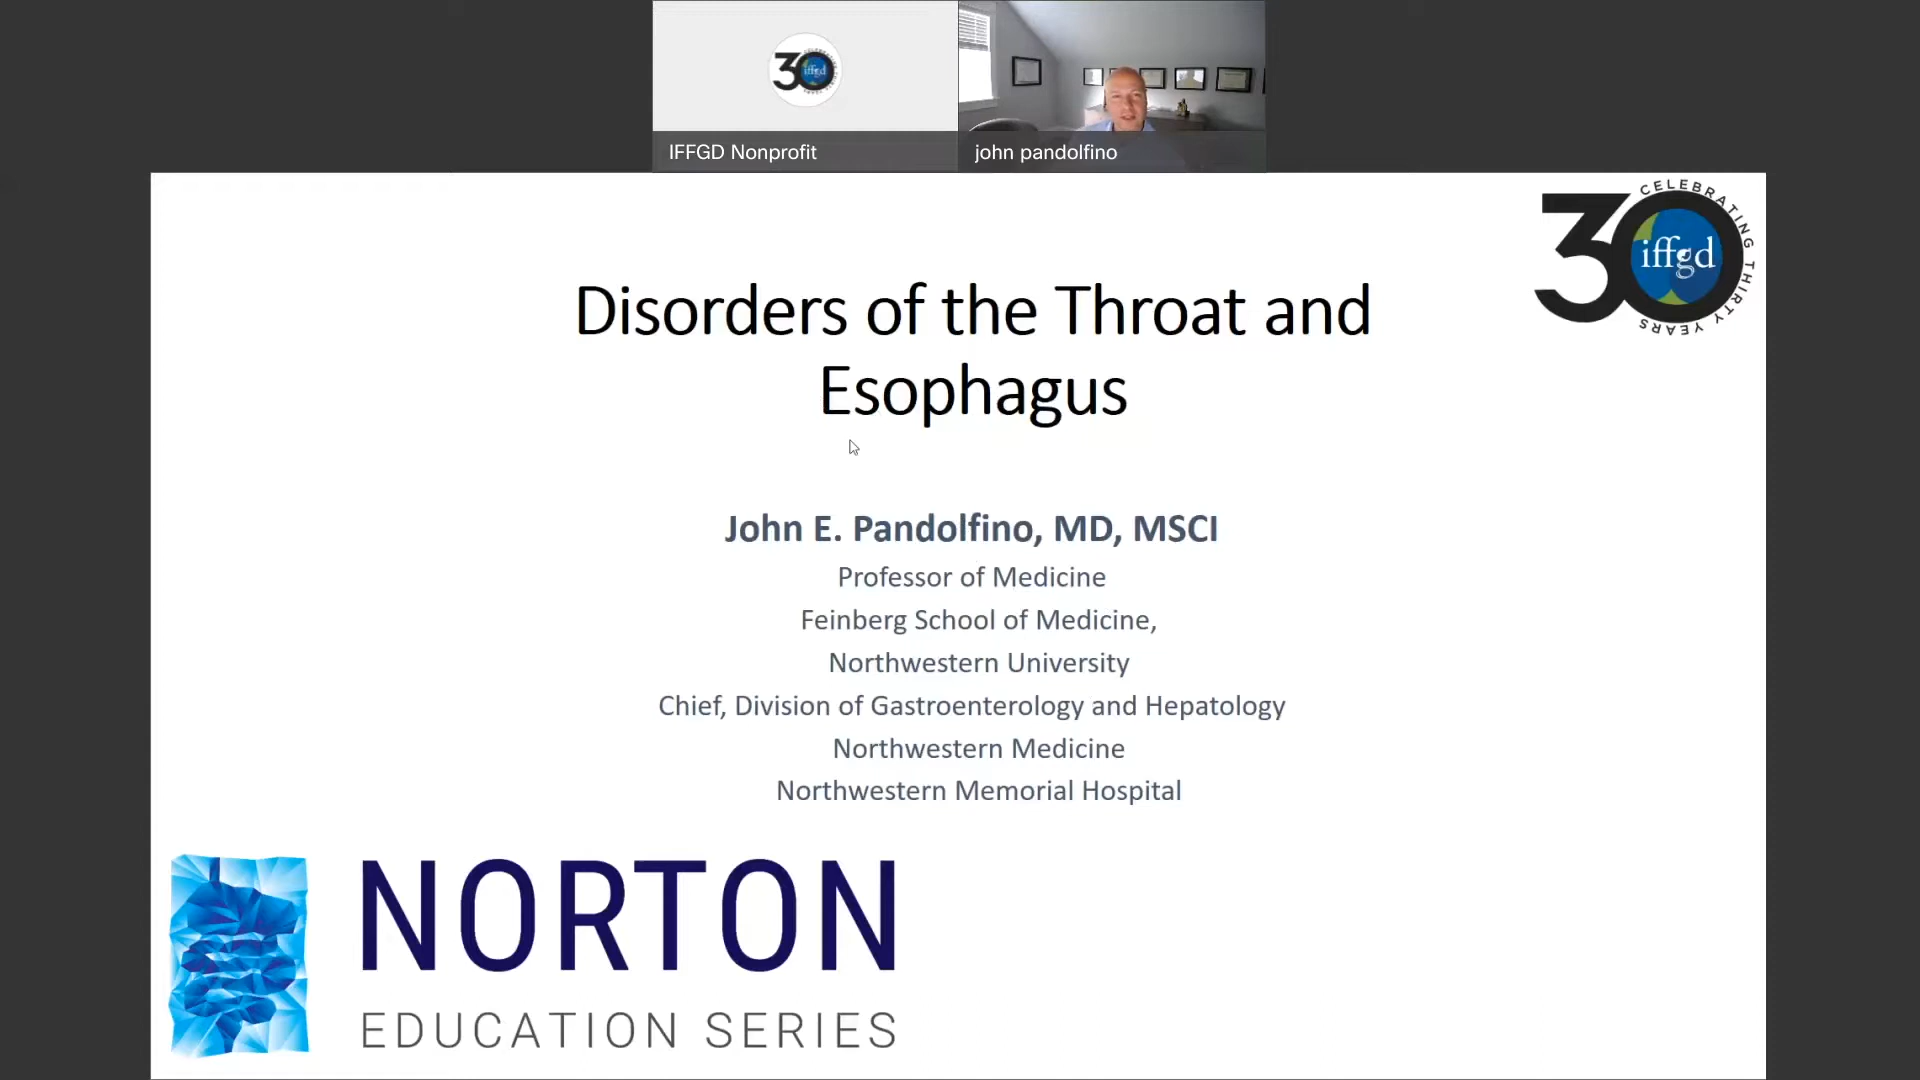 30
iffgd
IFFGD Nonprofit
john pandolfino
30
CELEBRATING THIRTY YEARS
iffgd
Disorders of the Throat and
Esophagus
John E. Pandolfino, MD, MSCI
Professor of Medicine
Feinberg School of Medicine,
Northwestern University
Chief, Division of Gastroenterology and Hepatology
Northwestern Medicine
Northwestern Memorial Hospital
NORTON
EDUCATION SERIES